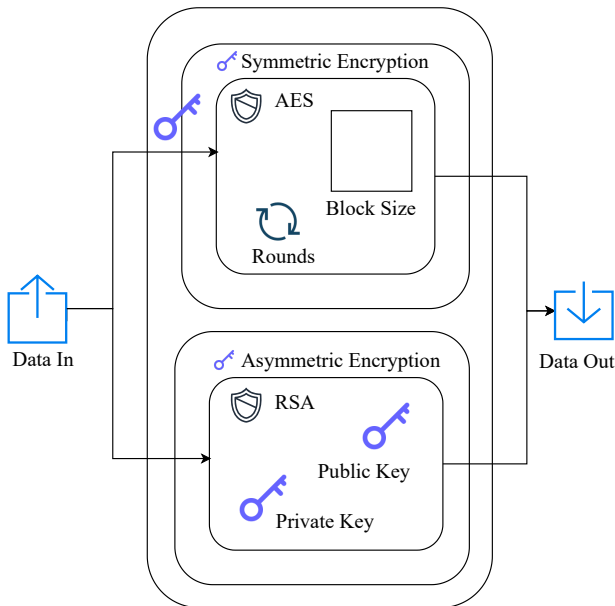 Symmetric Encryption
AES
Block Size
Rounds
Data In
Data Out
Asymmetric Encryption
RSA
Public Key
Private Key